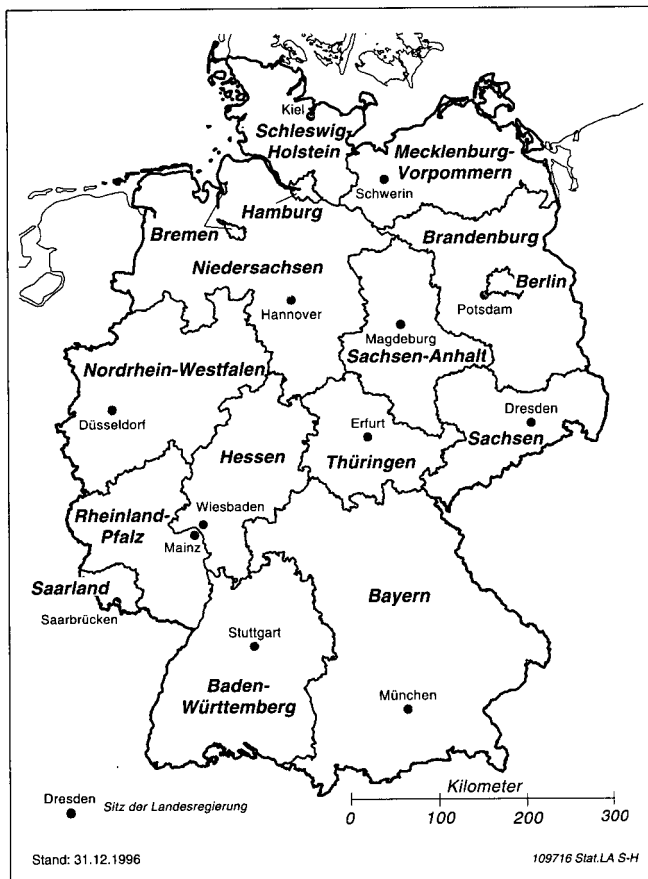 Kiel
Schleswig-
Holstein
Mecklenburg-
Vorpommern
Schwerin
Hamburg
Bremen
Brandenburg
Niedersachsen
Berlin
Potsdam
Hannover
Magdeburg
Sachsen-Anhalt
Nordrhein-Westfalen
Düsseldorf
Dresden
Sachsen
Erfurt
Thüringen
Hessen
Wiesbaden
Rheinland-
Pfalz
Mainz
Saarland
Saarbrücken
Bayern
Stuttgart
Baden-
Württemberg
München
Kilometer
0 100 200 300
Dresden
Sitz der Landesregierung
Stand: 31.12.1996
109716 Stat.LA S-H